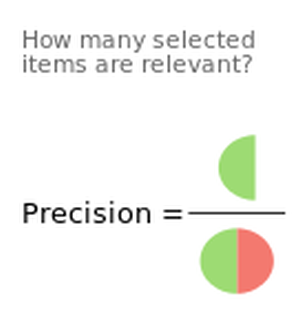 How many selected
items are relevant?
Precision =